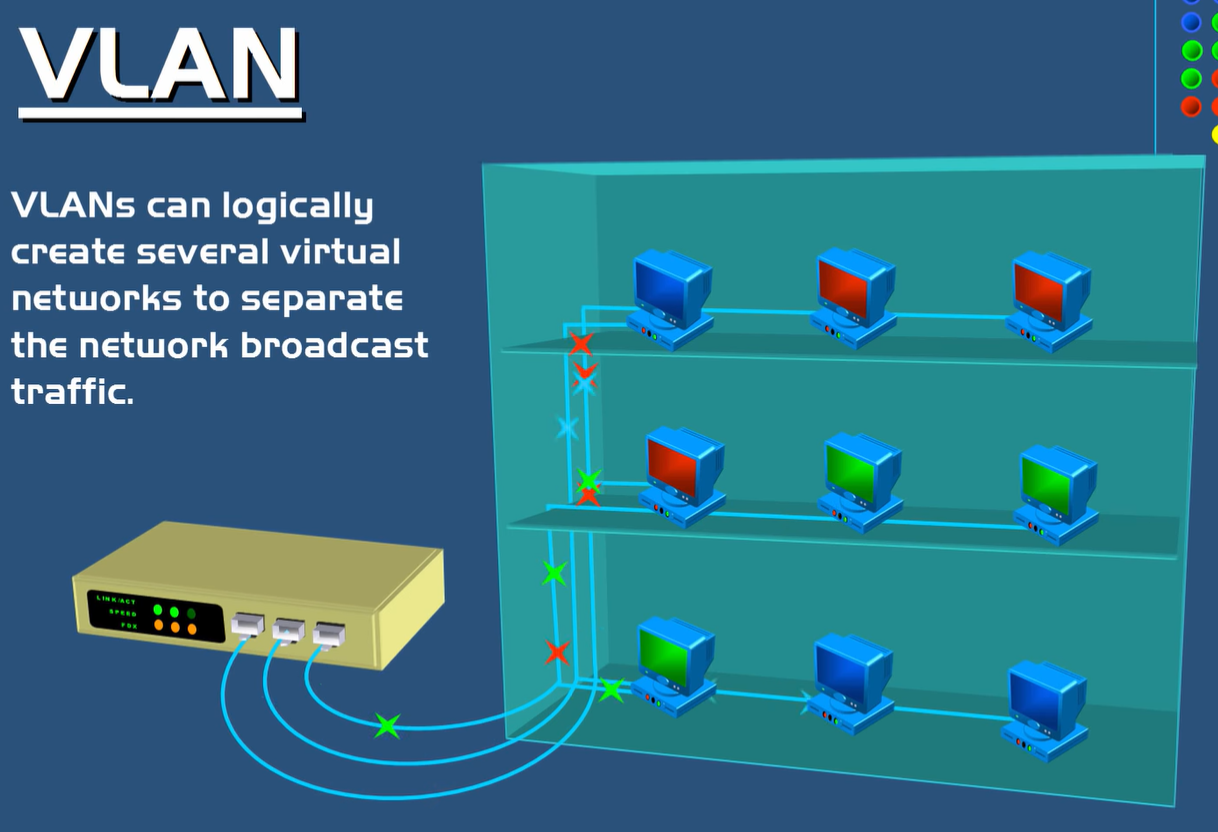 VLAN
VLANs can logically
create several virtual
networks to separate
the network broadcast
traffic.
LINK/ACT
SPEED
FDX